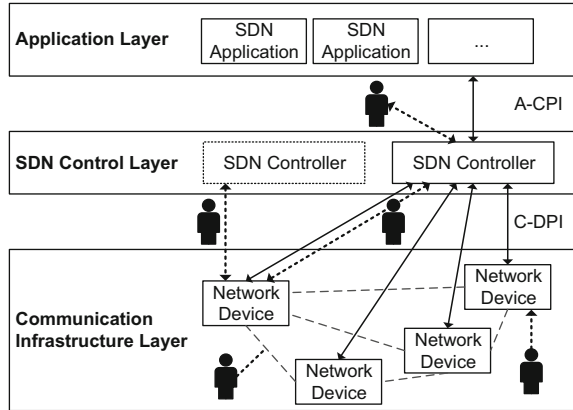 Application Layer
SDN
Application
SDN
Application
...
A-CPI
SDN Control Layer
SDN Controller
SDN Controller
C-DPI
Communication
Infrastructure Layer
Network
Device
Network
Device
Network
Device
Network
Device